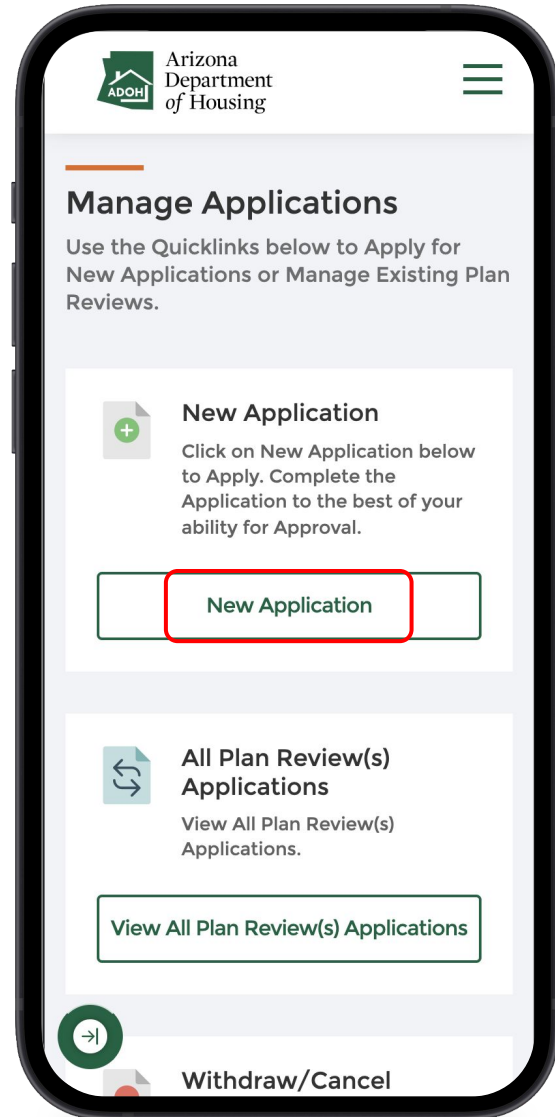 Arizona
Department
of Housing
ADOH
Manage Applications
Use the Quicklinks below to Apply for
New Applications or Manage Existing Plan
Reviews.
New Application
Click on New Application below
to Apply. Complete the
Application to the best of your
ability for Approval.
New Application
All Plan Review(s)
Applications
View All Plan Review(s)
Applications.
View All Plan Review(s) Applications
Withdraw/Cancel